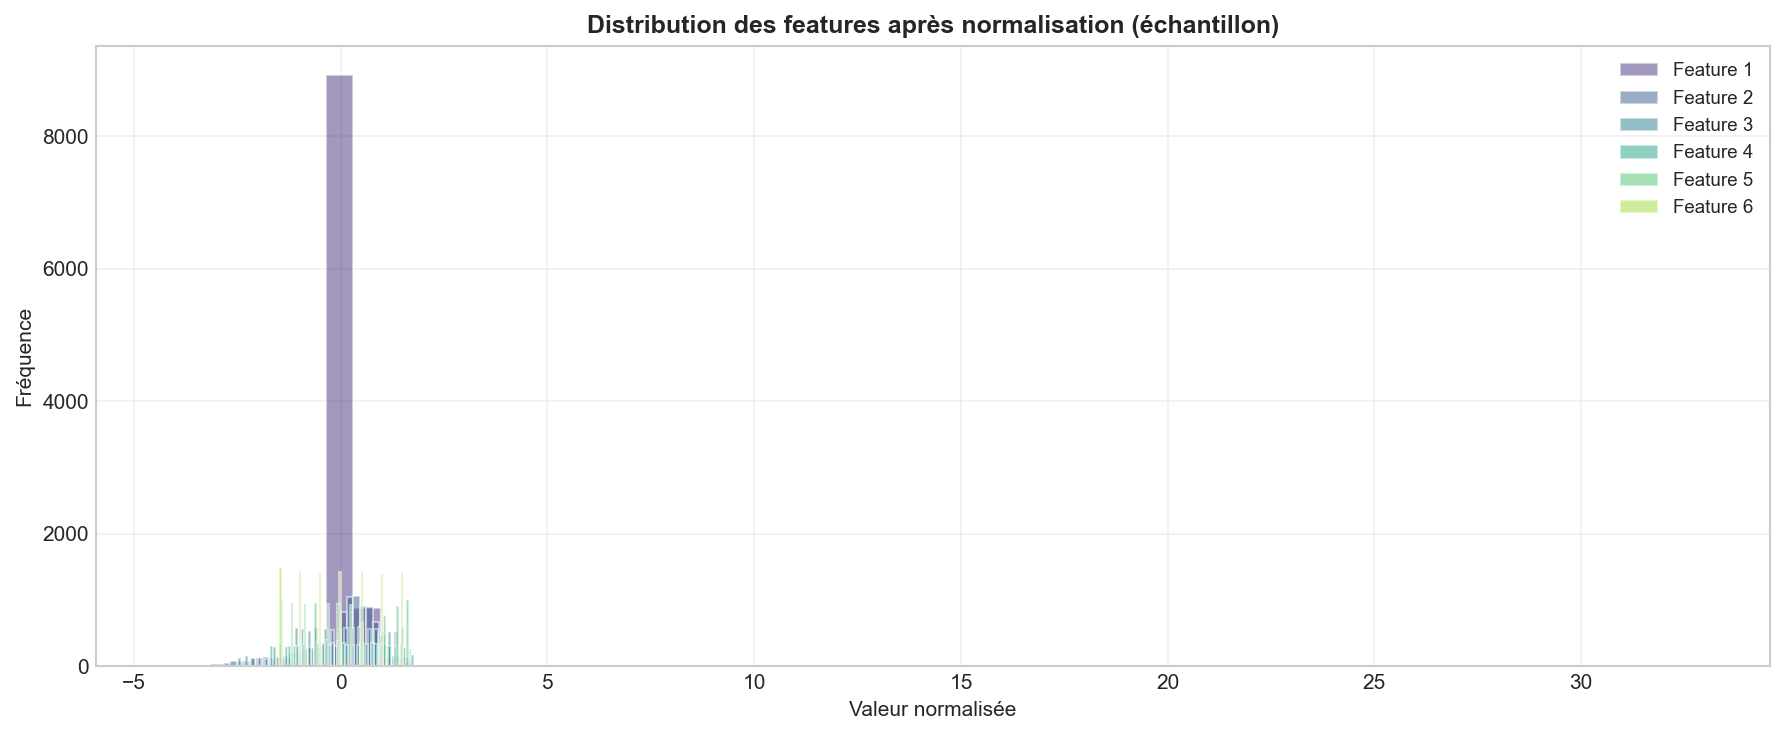 Distribution des features après normalisation (échantillon)
Feature 1
Feature 2
Feature 3
Feature 4
Feature 5
Feature 6
Fréquence
8000
6000
4000
2000
0
−5 0 5 10 15 20 25 30
Valeur normalisée